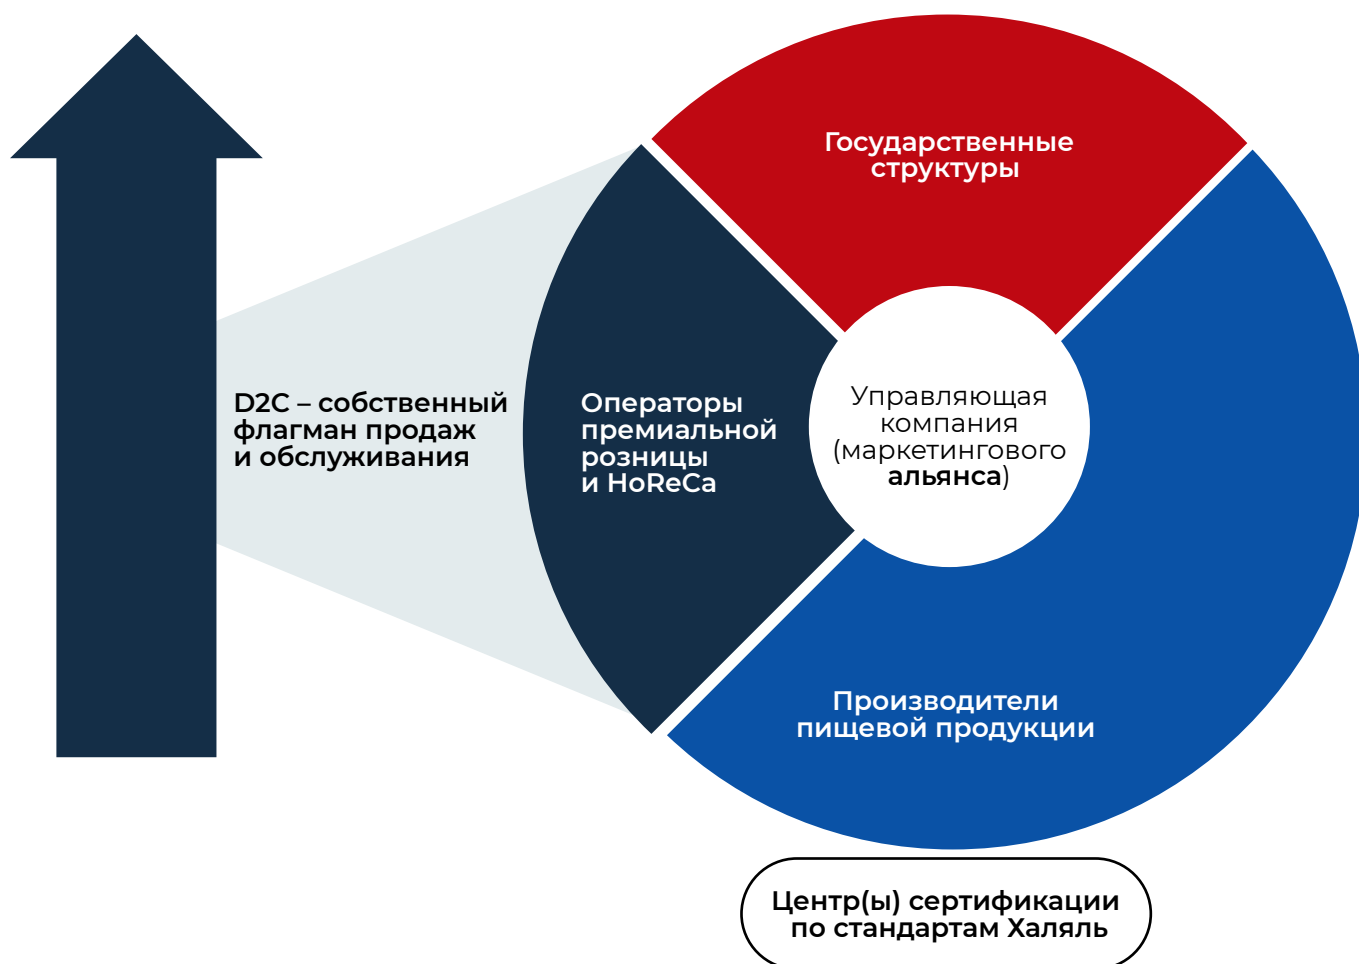 Государственные
структуры
D2C – собственный
флагман продаж
и обслуживания
Операторы
премиальной
розницы
и HoReCa
Управляющая
компания
(маркетингового
альянса)
Производители
пищевой продукции
Центр(ы) сертификации
по стандартам Халяль